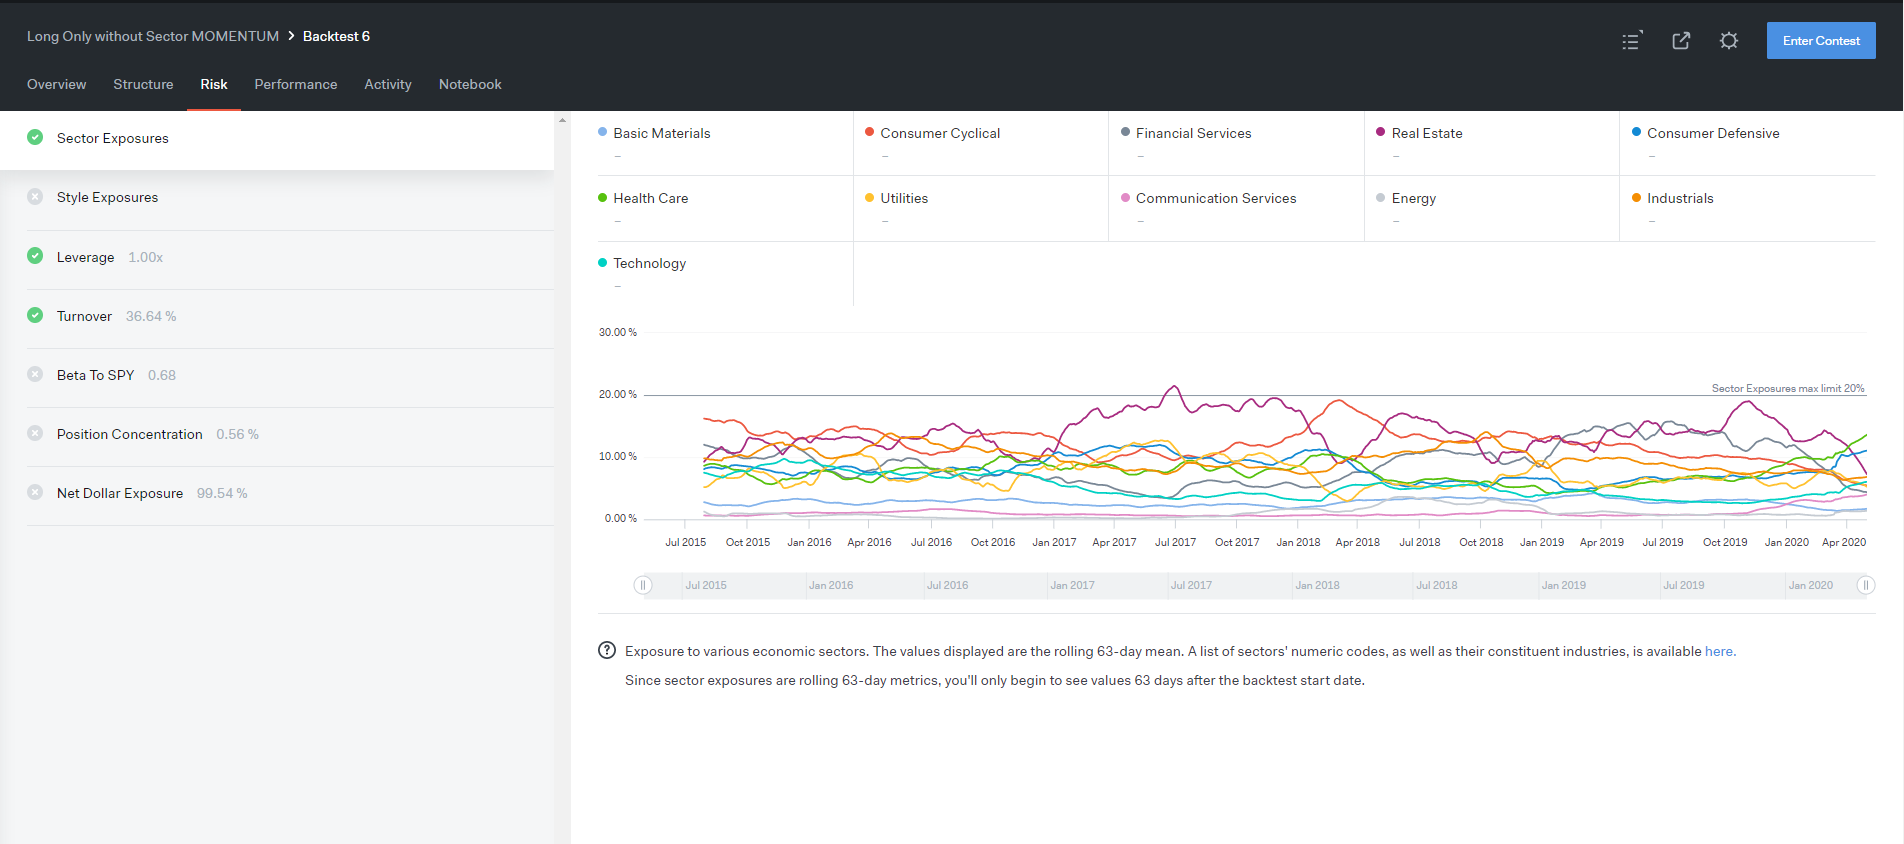 Long Only without Sector MOMENTUM > Backtest 6
Enter Contest
Overview Structure Risk Performance Activity Notebook
Sector Exposures
Style Exposures
Leverage 1.00x
Turnover 36.64 %
Beta To SPY 0.68
Position Concentration 0.56 %
Net Dollar Exposure 99.54 %
Basic Materials Consumer Cyclical Financial Services Real Estate Consumer Defensive
– – – – –
Health Care Utilities Communication Services Energy Industrials
– – – – –
Technology
–
30.00 %
20.00 %
Sector Exposures max limit 20%
10.00 %
0.00 %
Jul 2015 Oct 2015 Jan 2016 Apr 2016 Jul 2016 Oct 2016 Jan 2017 Apr 2017 Jul 2017 Oct 2017 Jan 2018 Apr 2018 Jul 2018 Oct 2018 Jan 2019 Apr 2019 Jul 2019 Oct 2019 Jan 2020 Apr 2020
Jul 2015 Jan 2016 Jul 2016 Jan 2017 Jul 2017 Jan 2018 Jul 2018 Jan 2019 Jul 2019 Jan 2020
Exposure to various economic sectors. The values displayed are the rolling 63-day mean. A list of sectors' numeric codes, as well as their constituent industries, is available here.
Since sector exposures are rolling 63-day metrics, you'll only begin to see values 63 days after the backtest start date.